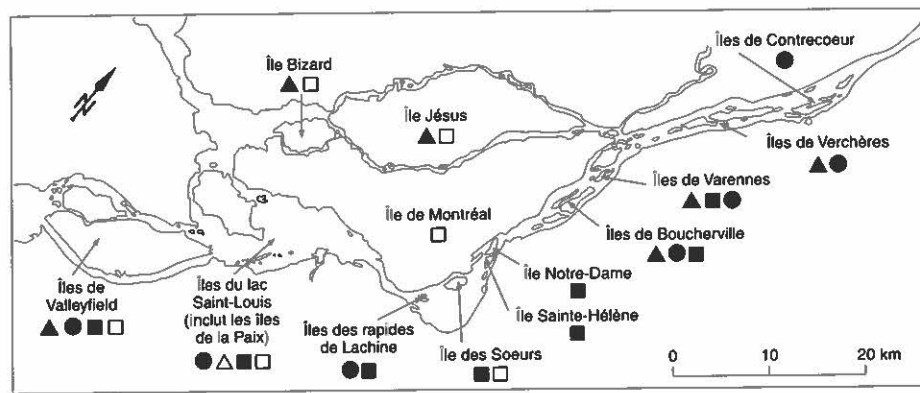 Îles de Contrecoeur
Île Bizard
Île Jésus
Îles de Verchères
Îles de Varennes
Île de Montréal
Îles de Boucherville
Île Notre-Dame
Île Sainte-Hélène
Îles de
Valleyfield
Îles du lac
Saint-Louis
(inclut les îles
de la Paix)
Îles des rapides
de Lachine
Île des Soeurs
N
0 10 20 km